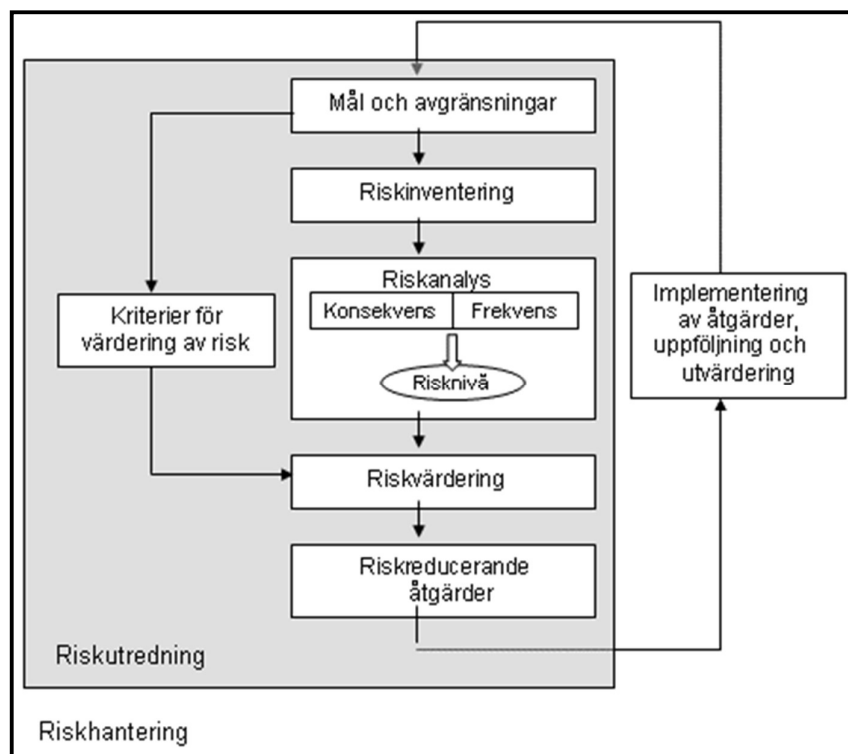 Mål och avgränsningar
Riskinventering
Riskanalys
Konsekvens Frekvens
Risknivå
Kriterier för
värdering av risk
Implementering
av åtgärder,
uppföljning och
utvärdering
Riskvärdering
Riskreducerande
åtgärder
Riskutredning
Riskhantering